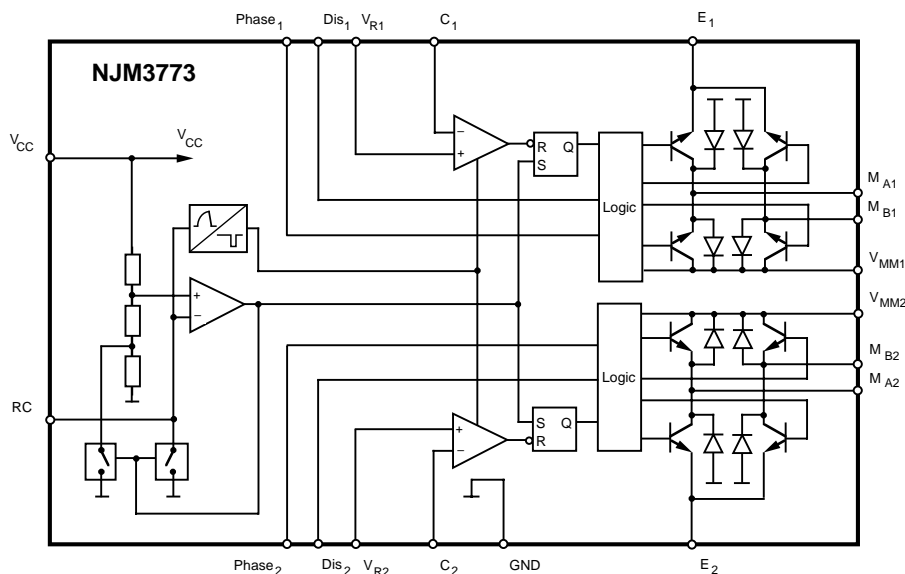 Phase1 Dis1 VR1 C1 E1
NJM3773
VCC VCC
R Q
S
− +
Logic
MA1
MB1
VMM1
VMM2
+ −
MB2
Logic
MA2
RC
S Q
R
+ −
Phase2 Dis2 VR2 C2 GND E2